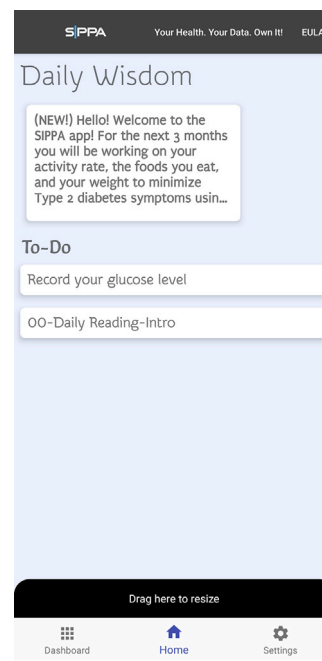 SIPPA Your Health. Your Data. Own It! EULA
Daily Wisdom
(NEW!) Hello! Welcome to the
SIPPA app! For the next 3 months
you will be working on your
activity rate, the foods you eat,
and your weight to minimize
Type 2 diabetes symptoms usin...
To-Do
Record your glucose level
00-Daily Reading-Intro
Drag here to resize
Dashboard Home Settings